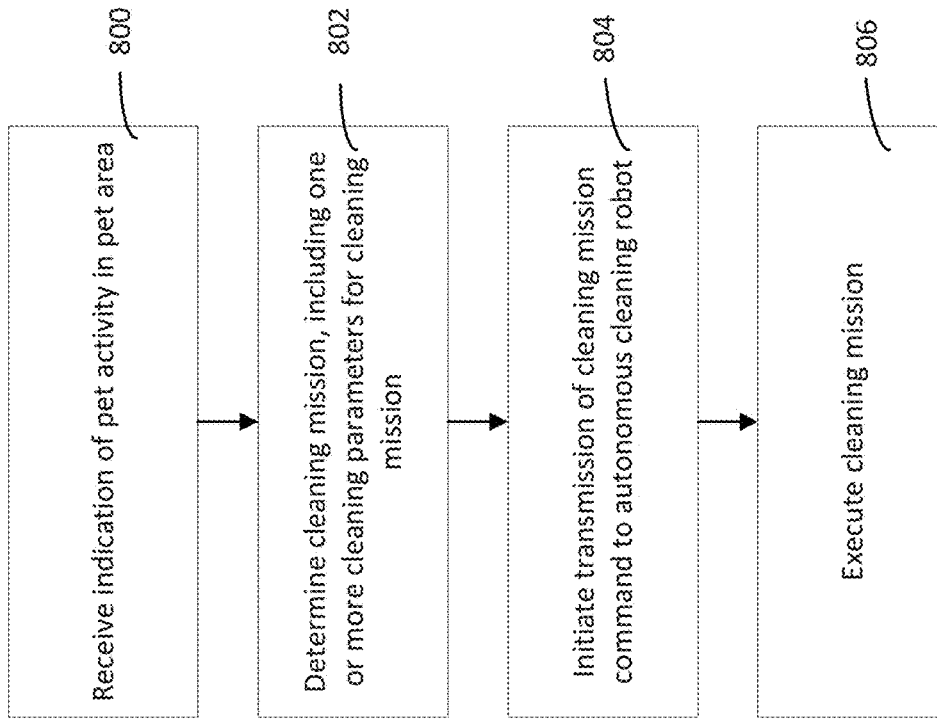 Receive indication of pet activity in pet area
800
Determine cleaning mission, including one
or more cleaning parameters for cleaning
mission
802
Initiate transmission of cleaning mission
command to autonomous cleaning robot
804
Execute cleaning mission
806